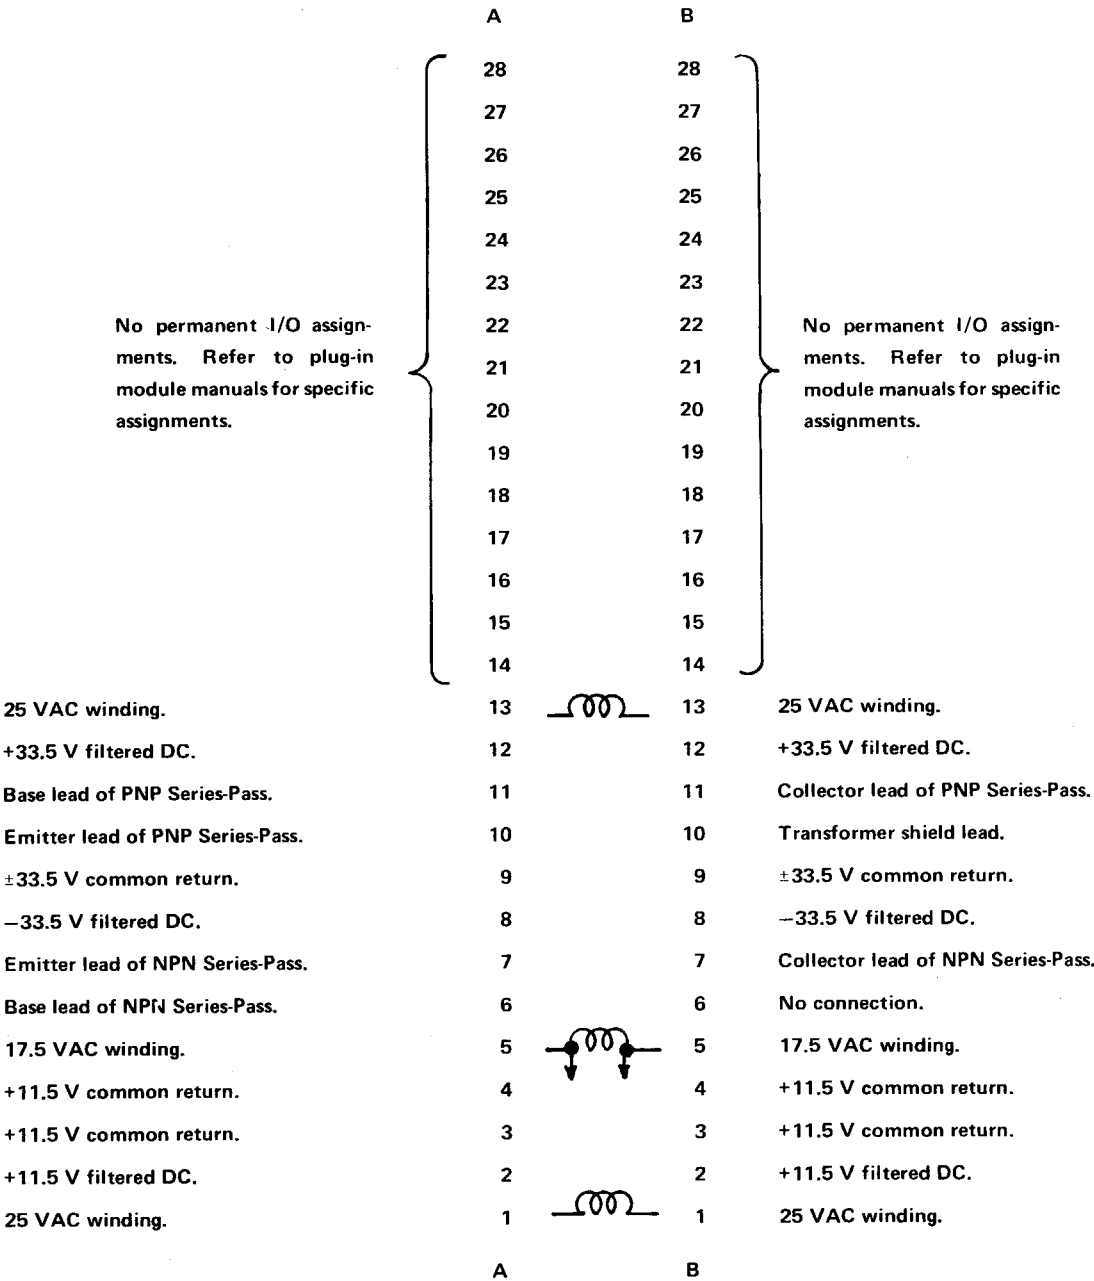 A B
28 28
27 27
26 26
25 25
24 24
23 23
No permanent I/O assign- 22 22 No permanent I/O assign-
ments. Refer to plug-in 21 21 ments. Refer to plug-in
module manuals for specific module manuals for specific
assignments. 20 20 assignments.
19 19
18 18
17 17
16 16
15 15
14 14
25 VAC winding. 13 13 25 VAC winding.
+33.5 V filtered DC. 12 12 +33.5 V filtered DC.
Base lead of PNP Series-Pass. 11 11 Collector lead of PNP Series-Pass.
Emitter lead of PNP Series-Pass. 10 10 Transformer shield lead.
±33.5 V common return. 9 9 ±33.5 V common return.
−33.5 V filtered DC. 8 8 −33.5 V filtered DC.
Emitter lead of NPN Series-Pass. 7 7 Collector lead of NPN Series-Pass.
Base lead of NPN Series-Pass. 6 6 No connection.
17.5 VAC winding. 5 5 17.5 VAC winding.
+11.5 V common return. 4 4 +11.5 V common return.
+11.5 V common return. 3 3 +11.5 V common return.
+11.5 V filtered DC. 2 2 +11.5 V filtered DC.
25 VAC winding. 1 1 25 VAC winding.
A B